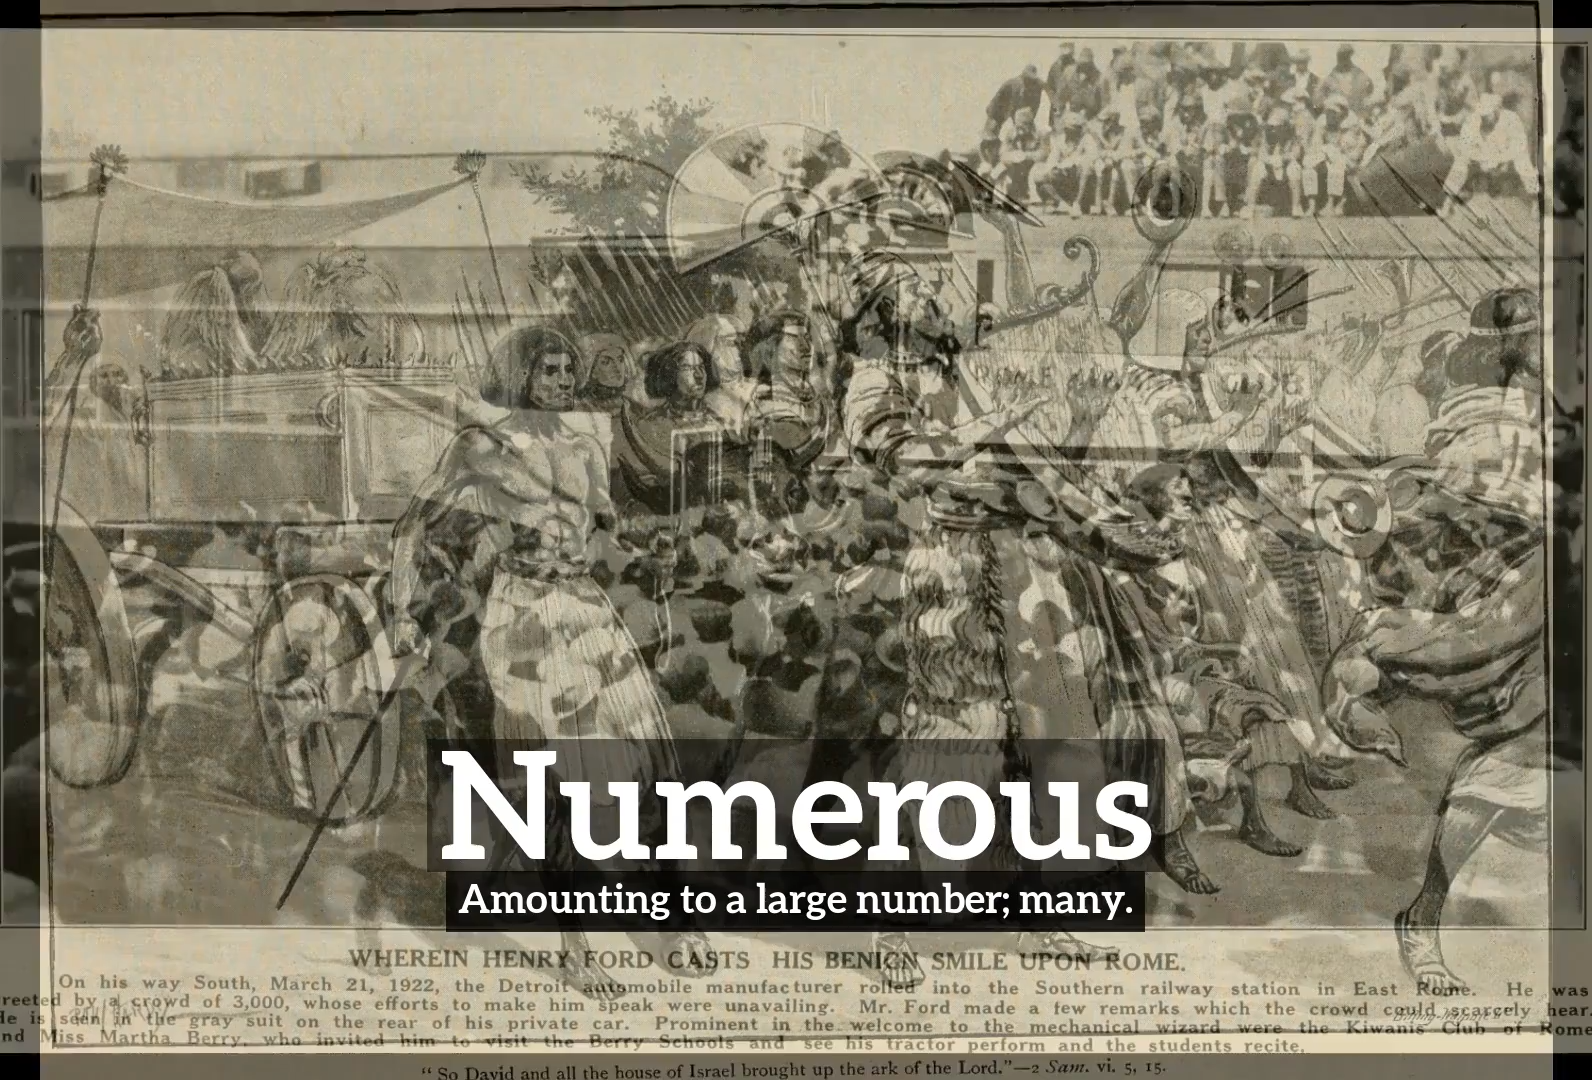 Numerous
Amounting to a large number; many.
WHEREIN HENRY FORD CASTS HIS BENIGN SMILE UPON ROME.
On his way South, March 21, 1922, the Detroit automobile manufacturer rolled into the Southern railway station in East Rome. He was
reeted by a crowd of 3,000, whose efforts to make him speak were unavailing. Mr. Ford made a few remarks which the crowd could scarcely hear.
He is seen in the gray suit on the rear of his private car. Prominent in the welcome to the mechanical wizard were the Kiwanis Club of Rome
nd Miss Martha Berry, who invited him to visit the Berry Schools and see his tractor perform and the students recite.
“ So David and all the house of Israel brought up the ark of the Lord.”—2 Sam. vi. 5, 15.